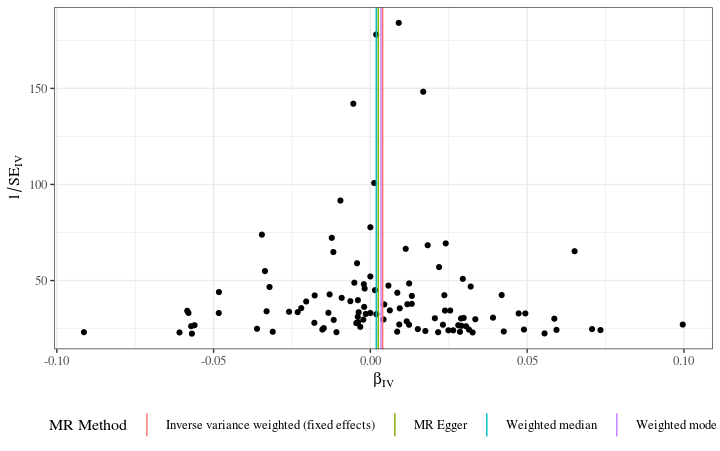 150
100
50
1/SE_IV
-0.10
-0.05
0.00
0.05
0.10
β_IV
MR Method
Inverse variance weighted (fixed effects)
MR Egger
Weighted median
Weighted mode